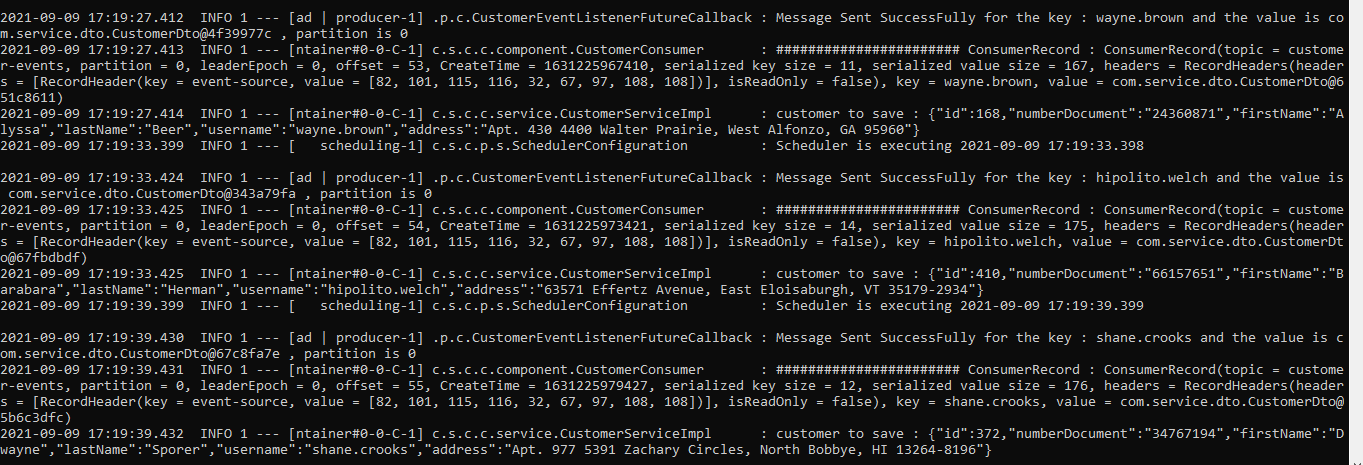 2021-09-09 17:19:27.412  INFO 1 --- [ad | producer-1] .p.c.CustomerEventListenerFutureCallback : Message Sent SuccessFully for the key : wayne.brown and the value is co
m.service.dto.CustomerDto@4f39977c , partition is 0
2021-09-09 17:19:27.413  INFO 1 --- [ntainer#0-0-C-1] c.s.c.c.component.CustomerConsumer       : ####################### ConsumerRecord : ConsumerRecord(topic = custome
r-events, partition = 0, leaderEpoch = 0, offset = 53, CreateTime = 1631225967410, serialized key size = 11, serialized value size = 167, headers = RecordHeaders(header
s = [RecordHeader(key = event-source, value = [82, 101, 115, 116, 32, 67, 97, 108, 108])], isReadOnly = false), key = wayne.brown, value = com.service.dto.CustomerDto@6
51c8611)
2021-09-09 17:19:27.414  INFO 1 --- [ntainer#0-0-C-1] c.s.c.c.service.CustomerServiceImpl      : customer to save : {"id":168,"numberDocument":"24360871","firstName":"A
lyssa","lastName":"Beer","username":"wayne.brown","address":"Apt. 430 4400 Walter Prairie, West Alfonzo, GA 95960"}
2021-09-09 17:19:33.399  INFO 1 --- [   scheduling-1] c.s.c.p.s.SchedulerConfiguration         : Scheduler is executing 2021-09-09 17:19:33.398
2021-09-09 17:19:33.424  INFO 1 --- [ad | producer-1] .p.c.CustomerEventListenerFutureCallback : Message Sent SuccessFully for the key : hipolito.welch and the value is
 com.service.dto.CustomerDto@343a79fa , partition is 0
2021-09-09 17:19:33.425  INFO 1 --- [ntainer#0-0-C-1] c.s.c.c.component.CustomerConsumer       : ####################### ConsumerRecord : ConsumerRecord(topic = custome
r-events, partition = 0, leaderEpoch = 0, offset = 54, CreateTime = 1631225973421, serialized key size = 14, serialized value size = 175, headers = RecordHeaders(header
s = [RecordHeader(key = event-source, value = [82, 101, 115, 116, 32, 67, 97, 108, 108])], isReadOnly = false), key = hipolito.welch, value = com.service.dto.CustomerDt
o@67fbdbdf)
2021-09-09 17:19:33.425  INFO 1 --- [ntainer#0-0-C-1] c.s.c.c.service.CustomerServiceImpl      : customer to save : {"id":410,"numberDocument":"66157651","firstName":"B
arabara","lastName":"Herman","username":"hipolito.welch","address":"63571 Effertz Avenue, East Eloisaburgh, VT 35179-2934"}
2021-09-09 17:19:39.399  INFO 1 --- [   scheduling-1] c.s.c.p.s.SchedulerConfiguration         : Scheduler is executing 2021-09-09 17:19:39.399
2021-09-09 17:19:39.430  INFO 1 --- [ad | producer-1] .p.c.CustomerEventListenerFutureCallback : Message Sent SuccessFully for the key : shane.crooks and the value is c
om.service.dto.CustomerDto@67c8fa7e , partition is 0
2021-09-09 17:19:39.431  INFO 1 --- [ntainer#0-0-C-1] c.s.c.c.component.CustomerConsumer       : ####################### ConsumerRecord : ConsumerRecord(topic = custome
r-events, partition = 0, leaderEpoch = 0, offset = 55, CreateTime = 1631225979427, serialized key size = 12, serialized value size = 176, headers = RecordHeaders(header
s = [RecordHeader(key = event-source, value = [82, 101, 115, 116, 32, 67, 97, 108, 108])], isReadOnly = false), key = shane.crooks, value = com.service.dto.CustomerDto@
5b6c3dfc)
2021-09-09 17:19:39.432  INFO 1 --- [ntainer#0-0-C-1] c.s.c.c.service.CustomerServiceImpl      : customer to save : {"id":372,"numberDocument":"34767194","firstName":"D
wayne","lastName":"Sporer","username":"shane.crooks","address":"Apt. 977 5391 Zachary Circles, North Bobbye, HI 13264-8196"}